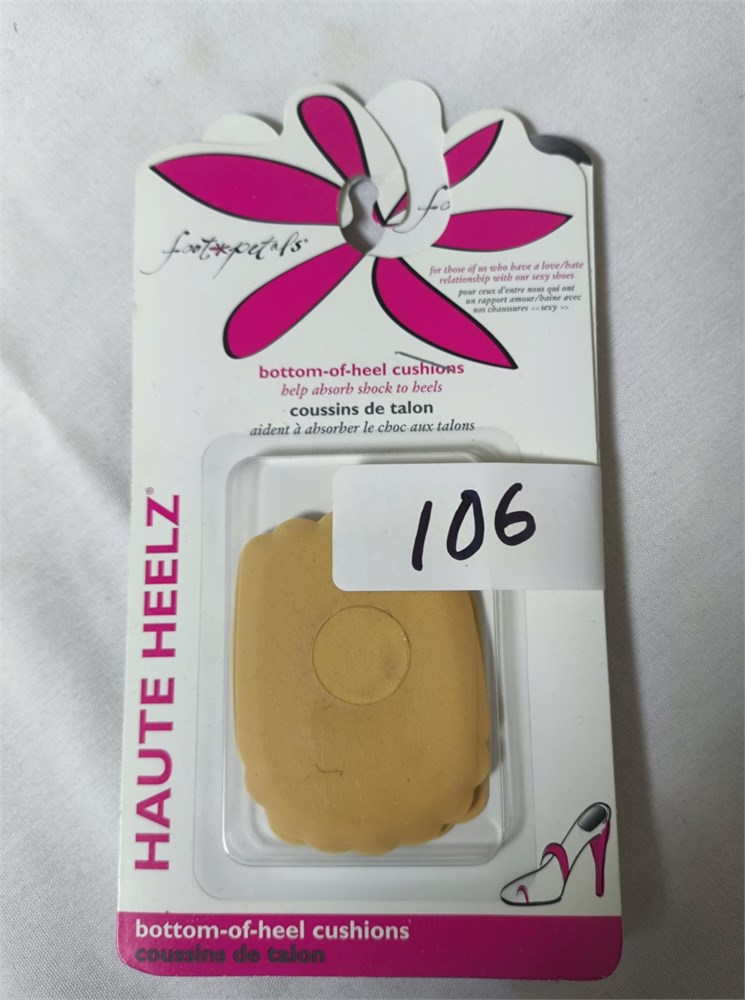 foot*petals
fo
for those of us who have a love/hate
relationship with our sexy shoes
pour ceux d'entre nous qui ont
un rapport amour/haine avec
nos chaussures «sexy»
bottom-of-heel cushions
help absorb shock to heels
coussins de talon
aident à absorber le choc aux talons
106
HAUTE HEELZ®
bottom-of-heel cushions
coussins de talon